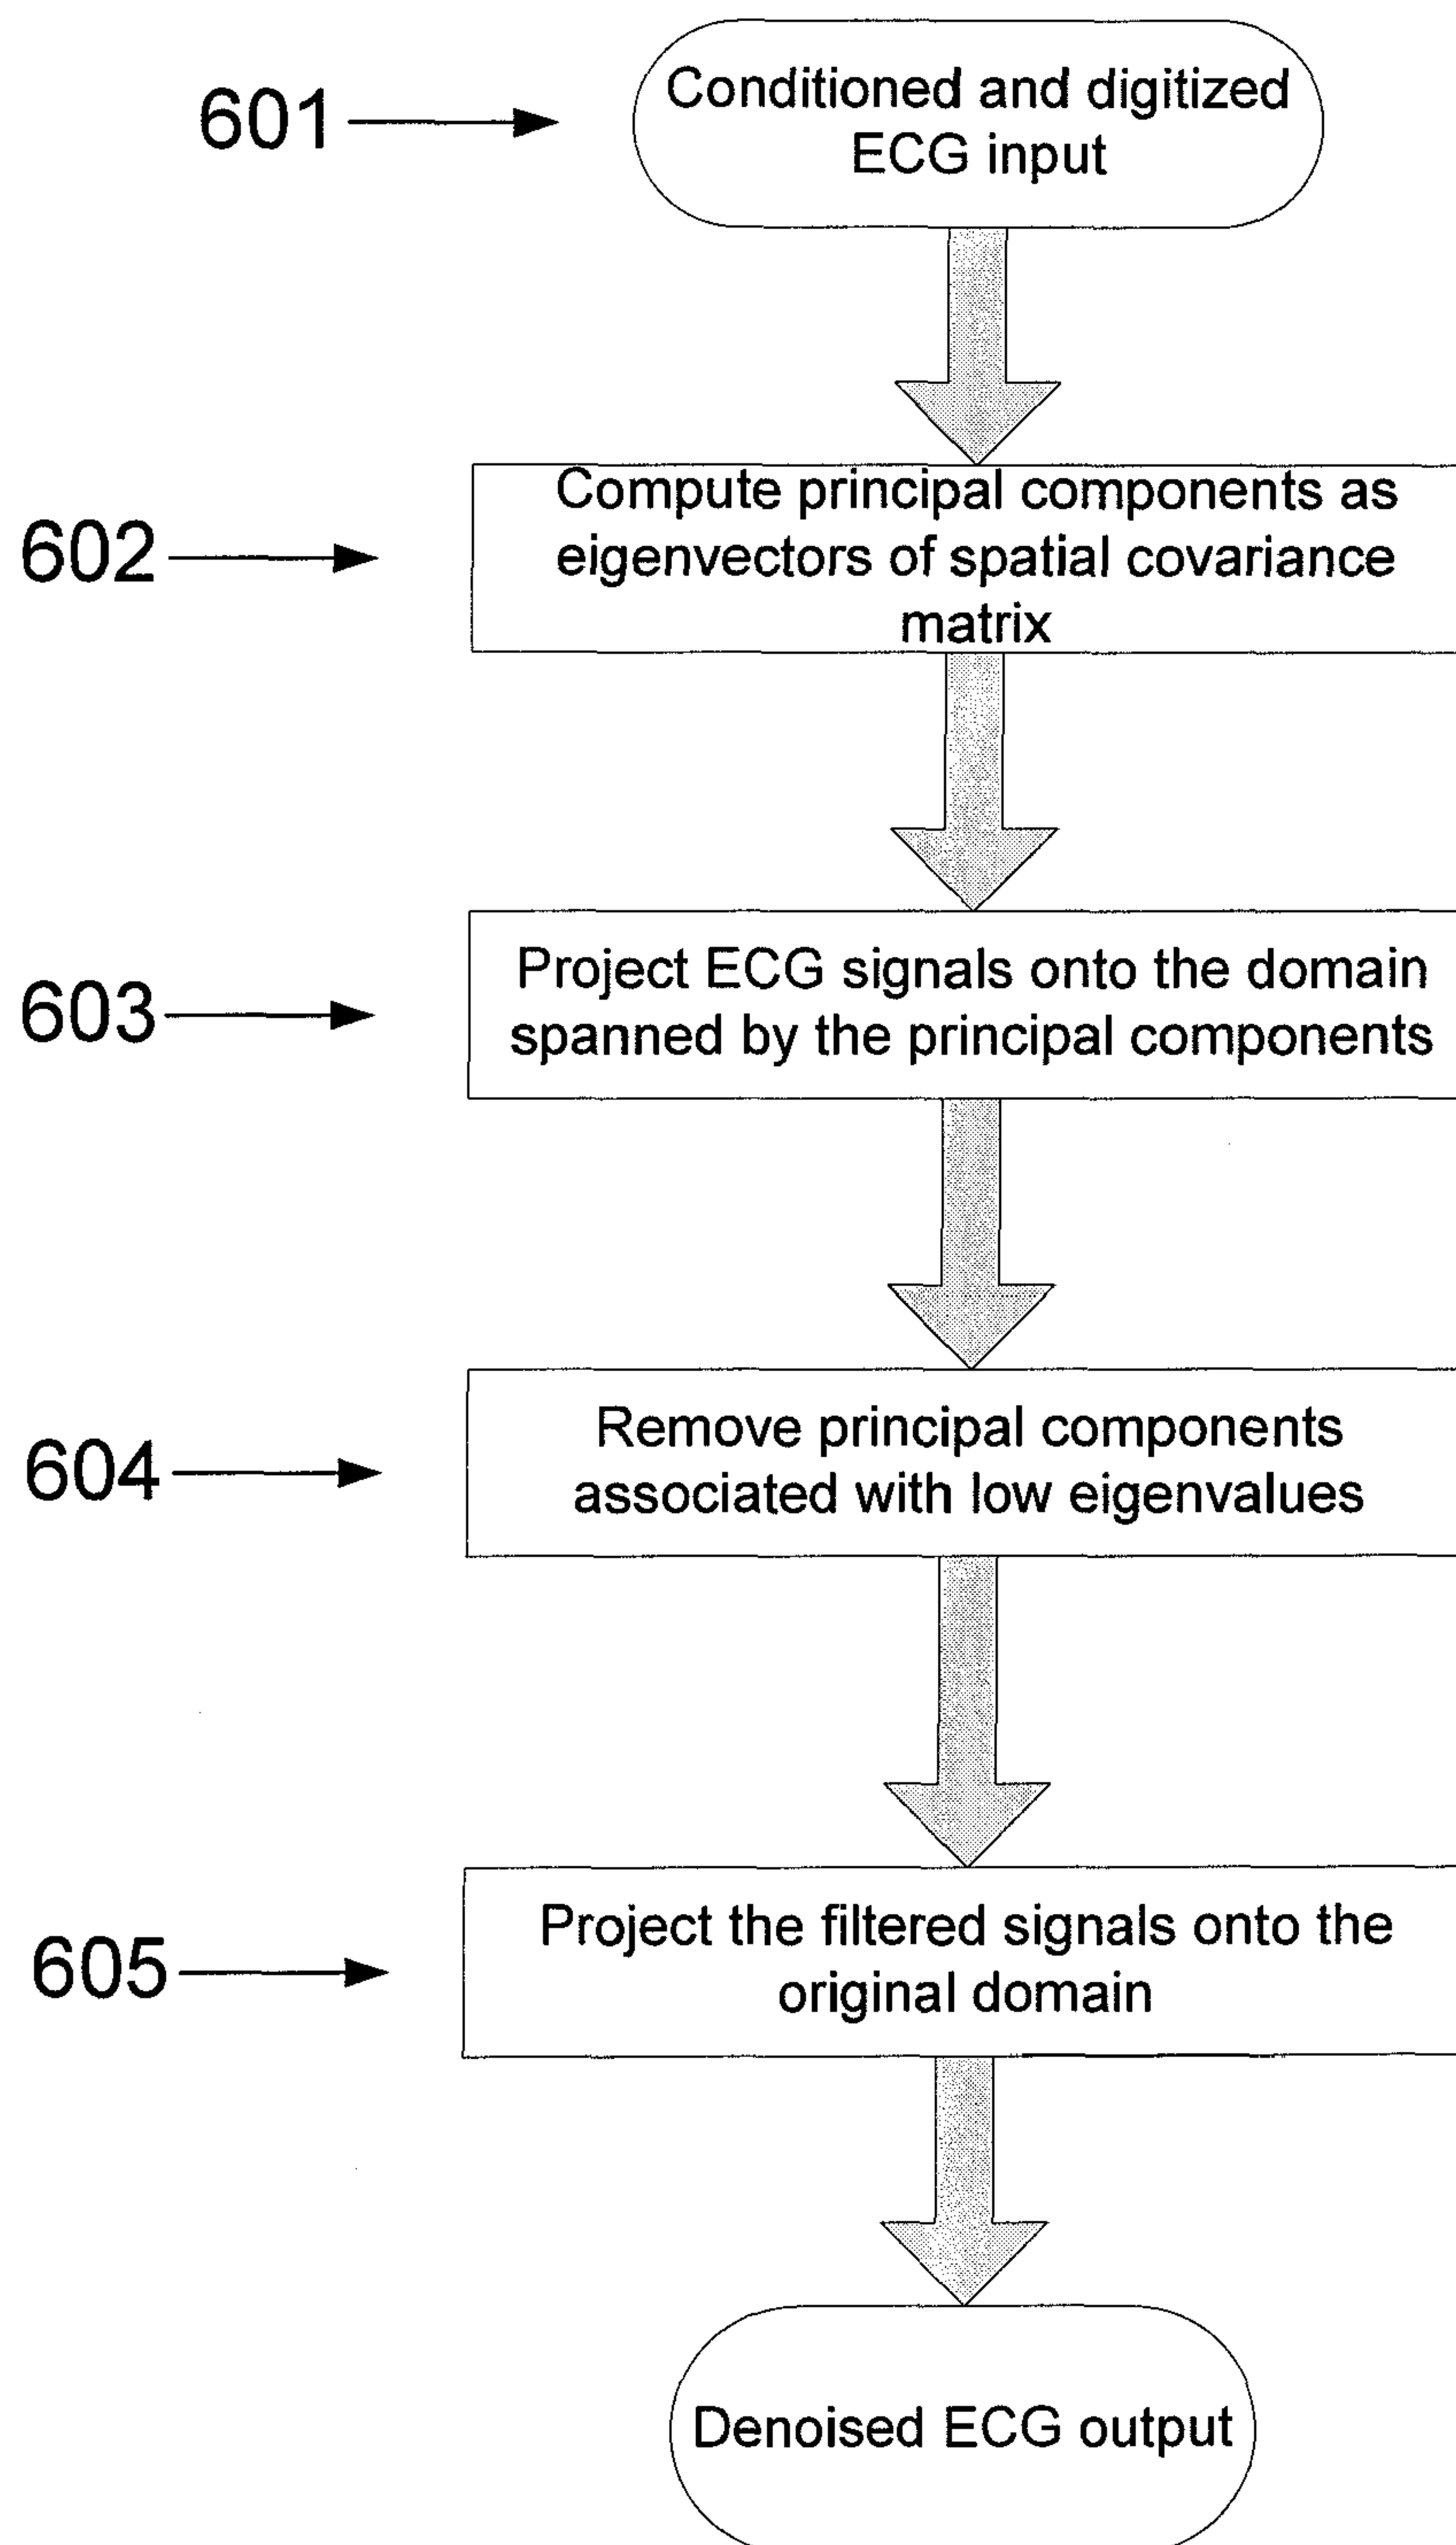 601
Conditioned and digitized
ECG input
602
Compute principal components as
eigenvectors of spatial covariance
matrix
603
Project ECG signals onto the domain
spanned by the principal components
604
Remove principal components
associated with low eigenvalues
605
Project the filtered signals onto the
original domain
Denoised ECG output